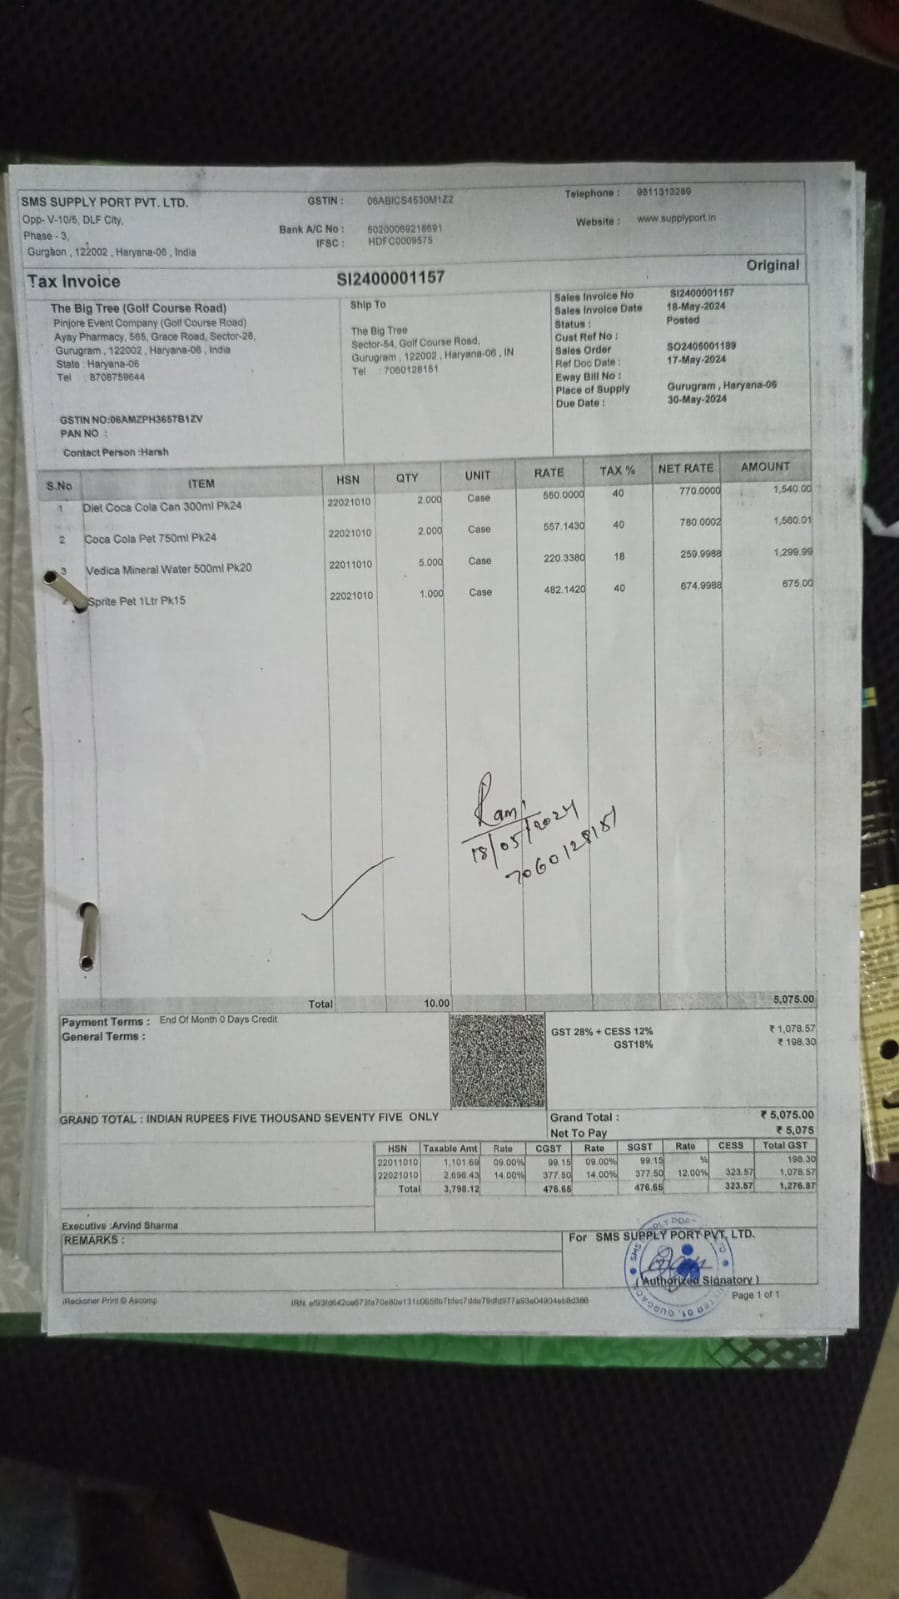 SMS SUPPLY PORT PVT. LTD.
Opp- V-10/5, DLF City,
Phase - 3,
Gurgaon , 122002 , Haryana-06 , India
GSTIN : 06ABICS4530M1Z2
Bank A/C No : 50200069218691
IFSC : HDFC0009575
Telephone : 9811313289
Website : www.supplyport.in
Tax Invoice SI2400001157 Original
The Big Tree (Golf Course Road)
Pinjore Event Company (Golf Course Road)
Ayay Pharmacy, 565, Grace Road, Sector-28,
Gurugram , 122002 , Haryana-06 , India
State : Haryana-06
Tel : 8708759644
GSTIN NO:06AMZPH3657B1ZV
PAN NO :
Contact Person :Harsh
Ship To
The Big Tree
Sector-54, Golf Course Road,
Gurugram , 122002 , Haryana-06 , IN
Tel : 7060128151
Sales Invoice No SI2400001157
Sales Invoice Date 18-May-2024
Status : Posted
Cust Ref No :
Sales Order SO2405001189
Ref Doc Date : 17-May-2024
Eway Bill No :
Place of Supply Gurugram , Haryana-06
Due Date : 30-May-2024
S.No ITEM HSN QTY UNIT RATE TAX % NET RATE AMOUNT
1 Diet Coca Cola Can 300ml Pk24 22021010 2.000 Case 550.0000 40 770.0000 1,540.00
2 Coca Cola Pet 750ml Pk24 22021010 2.000 Case 557.1430 40 780.0002 1,560.01
3 Vedica Mineral Water 500ml Pk20 22011010 5.000 Case 220.3380 18 259.9988 1,299.99
Sprite Pet 1Ltr Pk15 22021010 1.000 Case 482.1420 40 674.9988 675.00
Rami
18/05/2024
7060128151
Total 10.00 5,075.00
Payment Terms : End Of Month 0 Days Credit
General Terms :
GST 28% + CESS 12% ₹ 1,078.57
GST18% ₹ 198.30
GRAND TOTAL : INDIAN RUPEES FIVE THOUSAND SEVENTY FIVE ONLY
Grand Total : ₹ 5,075.00
Net To Pay ₹ 5,075
HSN Taxable Amt Rate CGST Rate SGST Rate CESS Total GST
22011010 1,101.69 09.00% 99.15 09.00% 99.15 % 198.30
22021010 2,696.43 14.00% 377.50 14.00% 377.50 12.00% 323.57 1,078.57
Total 3,798.12 476.65 476.65 323.57 1,276.87
Executive :Arvind Sharma
REMARKS :
For SMS SUPPLY PORT PVT. LTD.
( Authorized Signatory )
Page 1 of 1
iReckoner Print © Ascomp